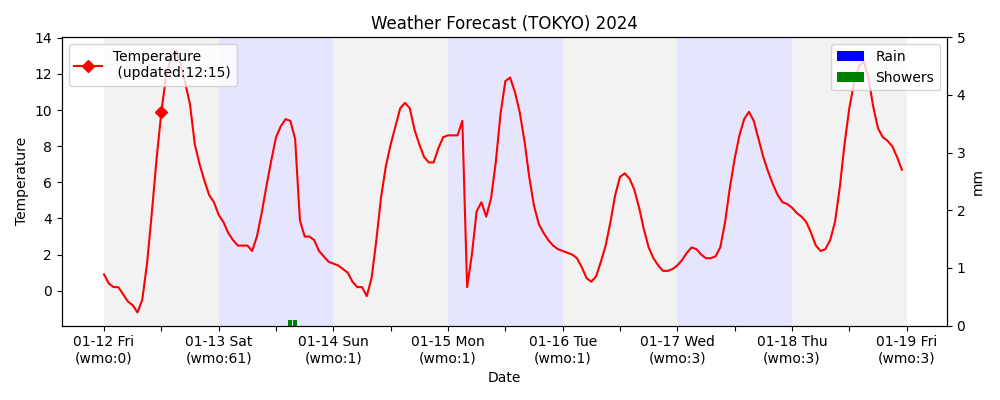 Weather Forecast (TOKYO) 2024
Temperature
(updated:12:15)
Rain
Showers
Temperature
14
12
10
8
6
4
2
0
5
4
3
2
1
0
mm
01-12 Fri
(wmo:0)
01-13 Sat
(wmo:61)
01-14 Sun
(wmo:1)
01-15 Mon
(wmo:1)
01-16 Tue
(wmo:1)
01-17 Wed
(wmo:3)
01-18 Thu
(wmo:3)
01-19 Fri
(wmo:3)
Date